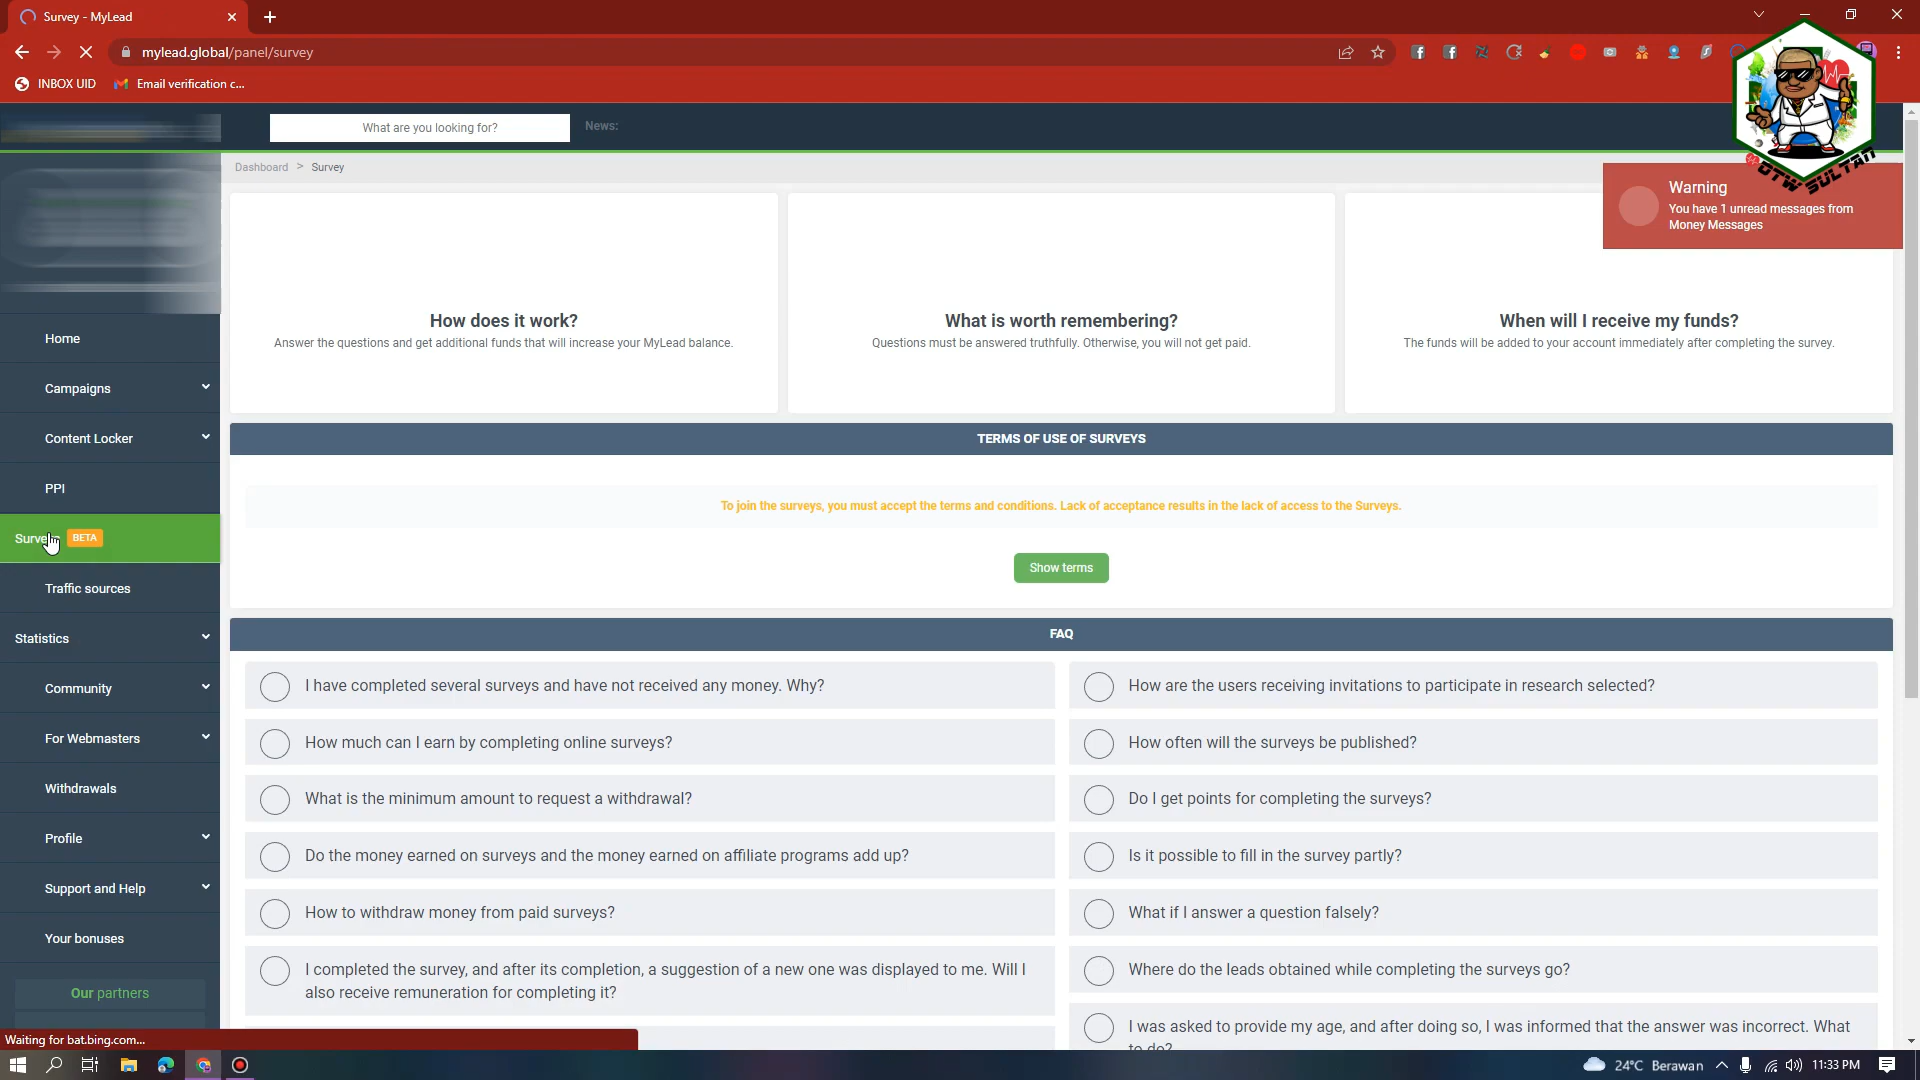 Survey - MyLead
mylead.global/panel/survey
INBOX UID
Email verification c...
What are you looking for?
News:
Dashboard > Survey
OTW SULTAN
Warning
You have 1 unread messages from
Money Messages
How does it work?
Answer the questions and get additional funds that will increase your MyLead balance.
What is worth remembering?
Questions must be answered truthfully. Otherwise, you will not get paid.
When will I receive my funds?
The funds will be added to your account immediately after completing the survey.
Home
Campaigns
Content Locker
PPI
BETA
Traffic sources
Statistics
Community
For Webmasters
Withdrawals
Profile
Support and Help
Your bonuses
Our partners
TERMS OF USE OF SURVEYS
To join the surveys, you must accept the terms and conditions. Lack of acceptance results in the lack of access to the Surveys.
Show terms
FAQ
I have completed several surveys and have not received any money. Why?
How much can I earn by completing online surveys?
What is the minimum amount to request a withdrawal?
Do the money earned on surveys and the money earned on affiliate programs add up?
How to withdraw money from paid surveys?
I completed the survey, and after its completion, a suggestion of a new one was displayed to me. Will I
also receive remuneration for completing it?
How are the users receiving invitations to participate in research selected?
How often will the surveys be published?
Do I get points for completing the surveys?
Is it possible to fill in the survey partly?
What if I answer a question falsely?
Where do the leads obtained while completing the surveys go?
I was asked to provide my age, and after doing so, I was informed that the answer was incorrect. What
to do?
Waiting for bat.bing.com...
24°C Berawan
11:33 PM